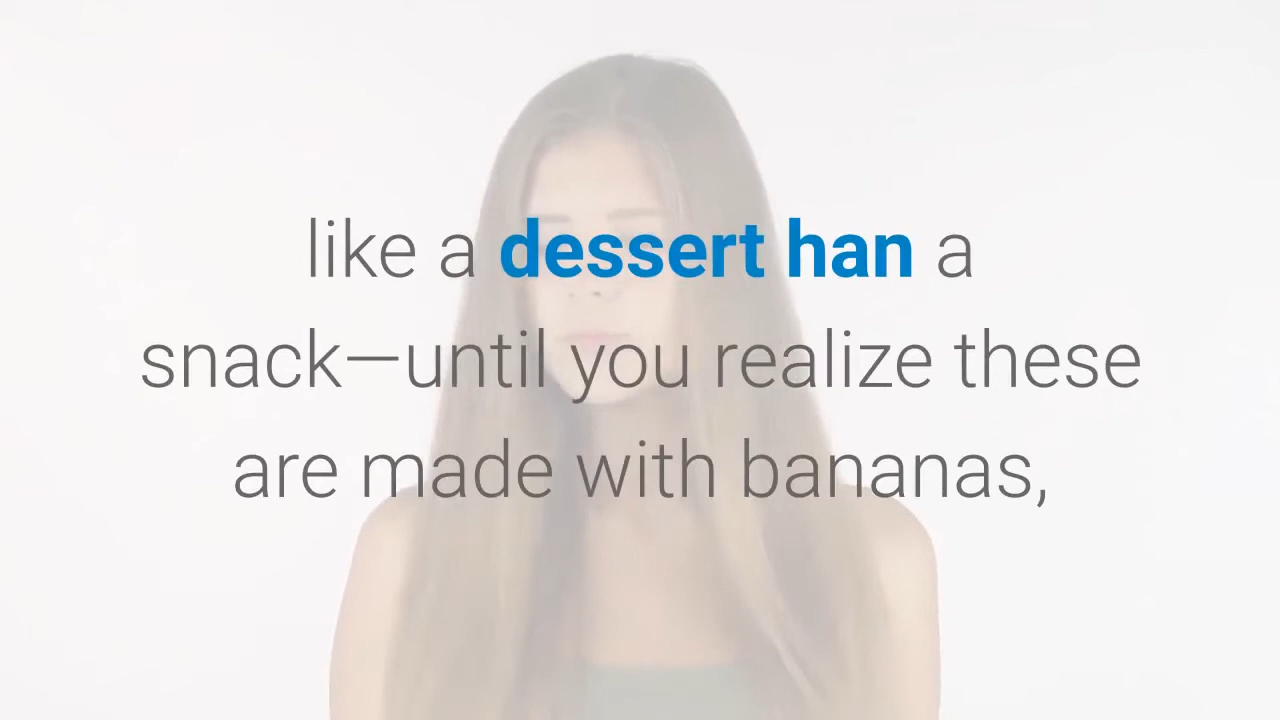 like a dessert han a
snack—until you realize these
are made with bananas,